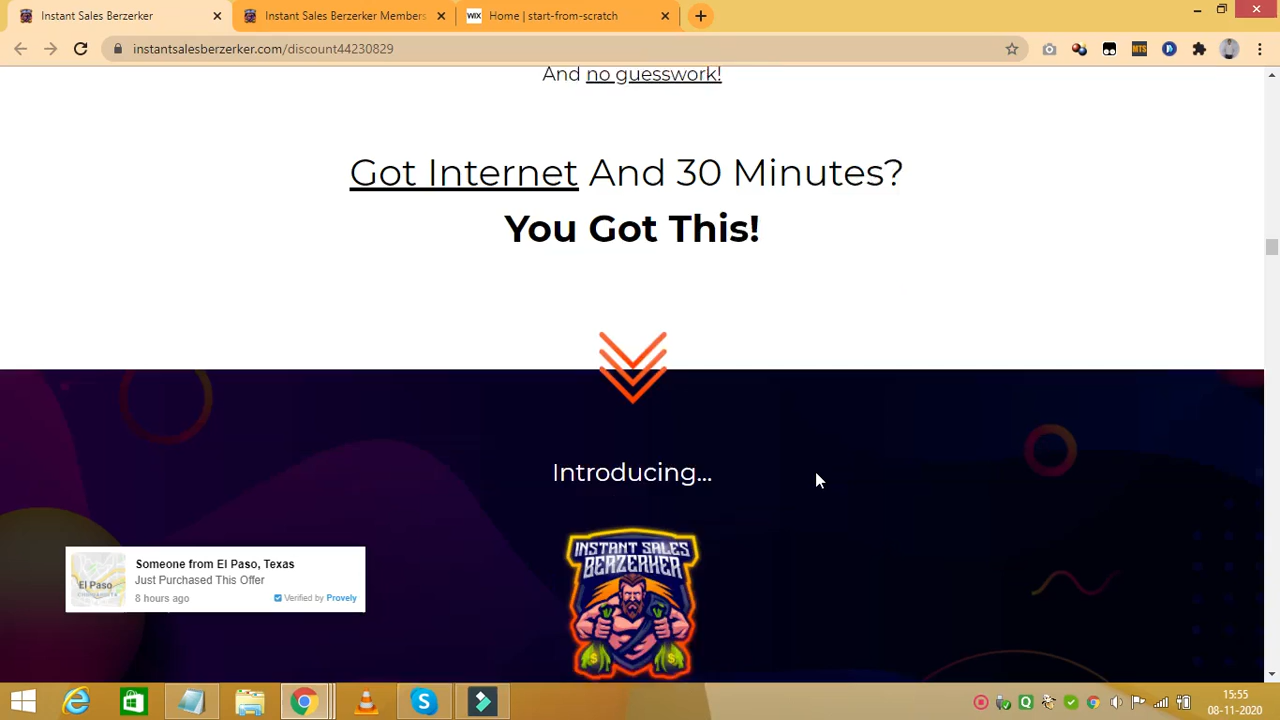 Instant Sales Berzerker
Instant Sales Berzerker Members
WIX
Home | start-from-scratch
instantsalesberzerker.com/discount44230829
MTS
And no guesswork!
Got Internet And 30 Minutes?
You Got This!
Introducing...
INSTANT SALES
BERZERKER
El Paso
Someone from El Paso, Texas
Just Purchased This Offer
8 hours ago
Verified by Provely
15:55
08-11-2020